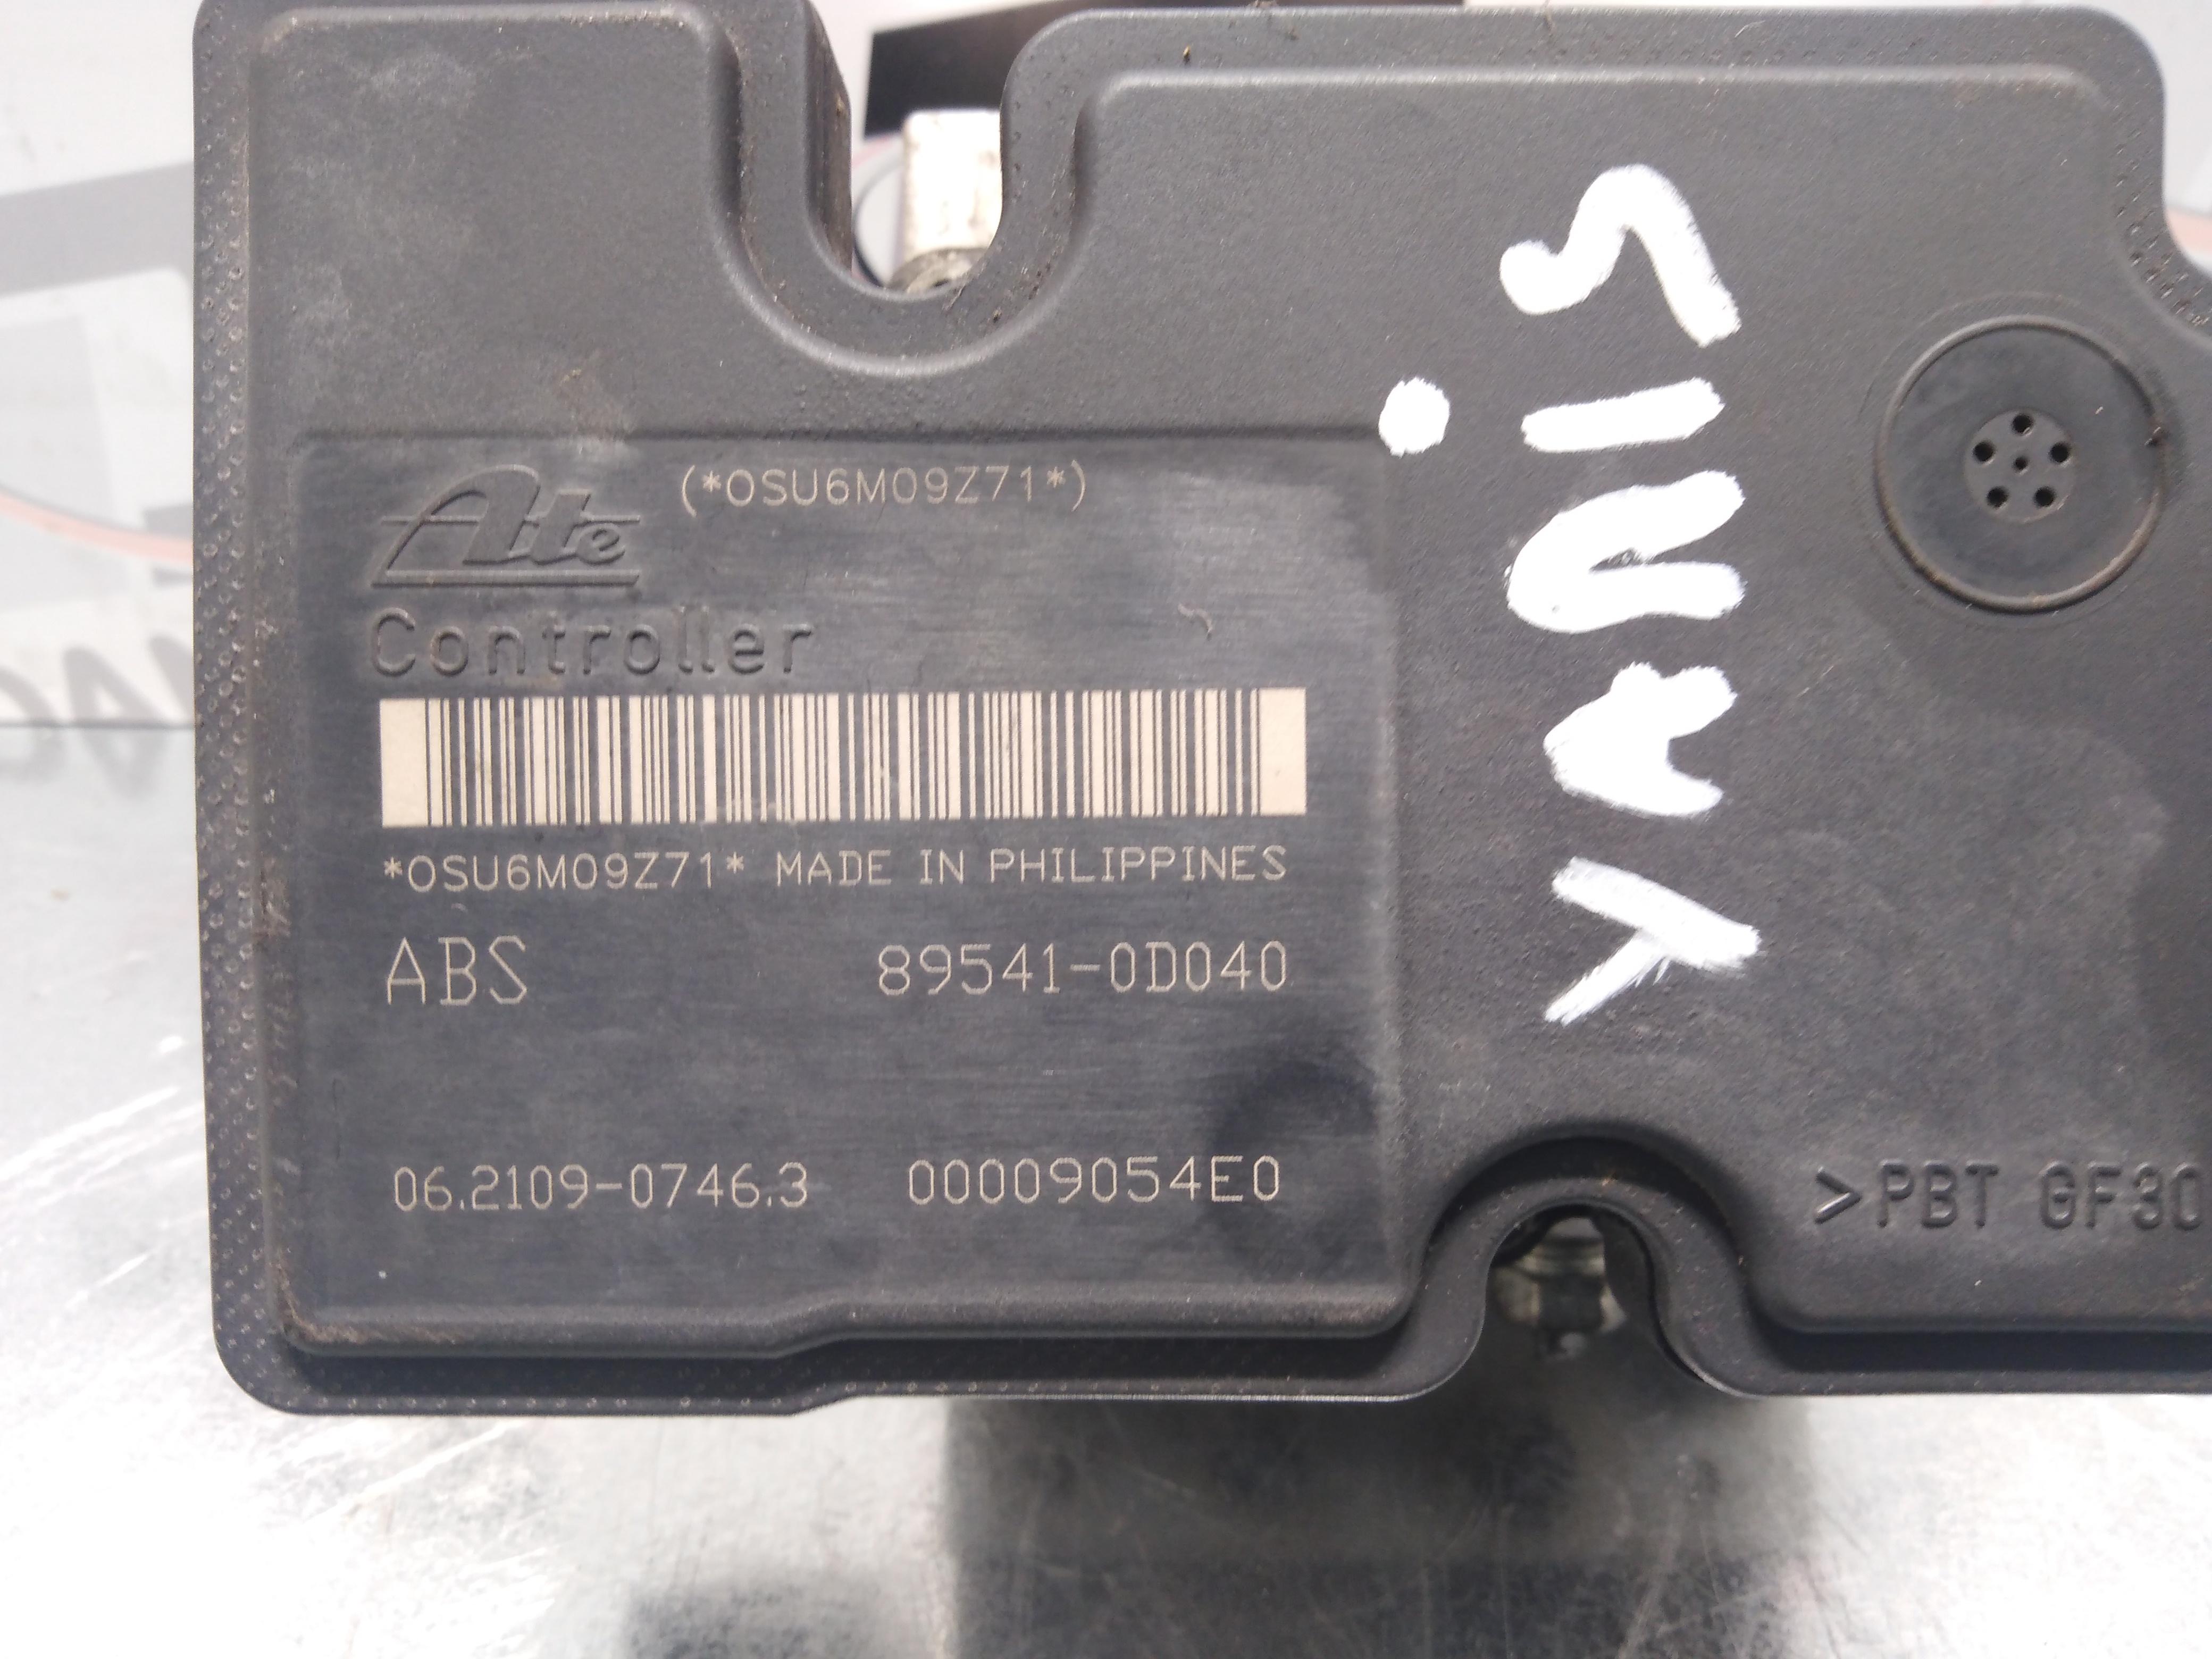 (*OSU6M09Z71*)
Ate
Controller
*OSU6M09Z71* MADE IN PHILIPPINES
ABS 89541-0D040
06.2109-0746.3 00009054E0
YARiS
>PBT GF30